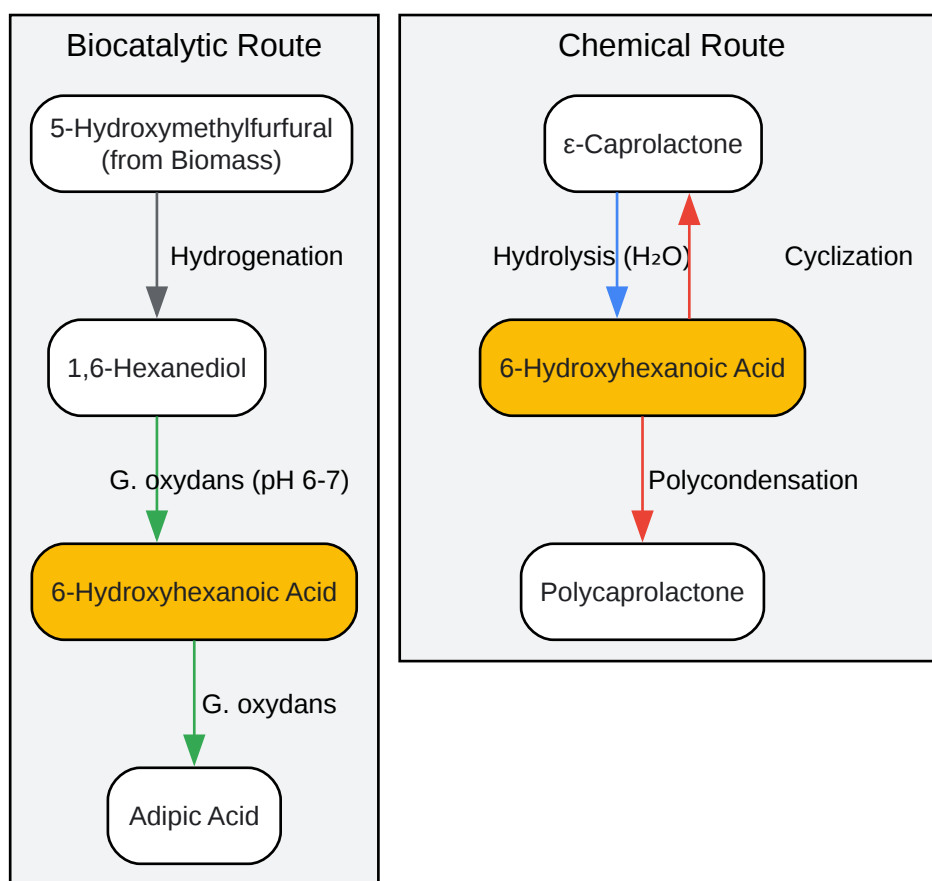 Biocatalytic Route
5-Hydroxymethylfurfural
(from Biomass)
Hydrogenation
1,6-Hexanediol
G. oxydans (pH 6-7)
6-Hydroxyhexanoic Acid
G. oxydans
Adipic Acid
Chemical Route
ε-Caprolactone
Hydrolysis (H₂O)
Cyclization
6-Hydroxyhexanoic Acid
Polycondensation
Polycaprolactone